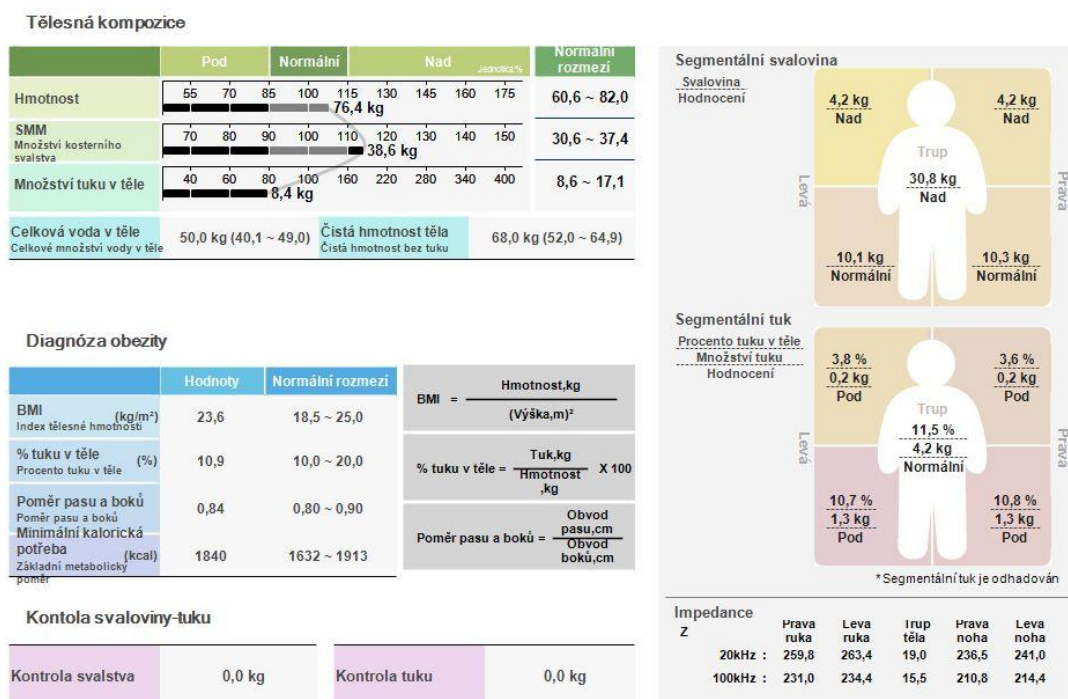 Tělesná kompozice
Pod Normální Nad Jednotka:% Normální rozmezí
Hmotnost 55 70 85 100 115 130 145 160 175 60,6 ~ 82,0
76,4 kg
SMM 70 80 90 100 110 120 130 140 150 30,6 ~ 37,4
Množství kosterního
svalstva
38,6 kg
Množství tuku v těle 40 60 80 100 160 220 280 340 400 8,6 ~ 17,1
8,4 kg
Celková voda v těle
Celkové množství vody v těle
50,0 kg (40,1 ~ 49,0)
Čistá hmotnost těla
Čistá hmotnost bez tuku
68,0 kg (52,0 ~ 64,9)
Diagnóza obezity
Hodnoty Normální rozmezí
BMI (kg/m²) 23,6 18,5 ~ 25,0
Index tělesné hmotnosti
% tuku v těle (%) 10,9 10,0 ~ 20,0
Procento tuku v těle
Poměr pasu a boků 0,84 0,80 ~ 0,90
Poměr pasu a boků
Minimální kalorická
potřeba (kcal) 1840 1632 ~ 1913
Základní metabolický
poměr
BMI = Hmotnost,kg
(Výška,m)²
% tuku v těle = Tuk,kg X 100
Hmotnost
,kg
Poměr pasu a boků = Obvod
pasu,cm
Obvod
boků,cm
Kontola svaloviny-tuku
Kontrola svalstva 0,0 kg Kontrola tuku 0,0 kg
Segmentální svalovina
Svalovina
Hodnocení
4,2 kg
Nad
4,2 kg
Nad
Trup
30,8 kg
Nad
Levá
Pravá
10,1 kg
Normální
10,3 kg
Normální
Segmentální tuk
Procento tuku v těle
Množství tuku
Hodnocení
3,8 %
0,2 kg
Pod
3,6 %
0,2 kg
Pod
Trup
11,5 %
4,2 kg
Normální
Levá
Pravá
10,7 %
1,3 kg
Pod
10,8 %
1,3 kg
Pod
* Segmentální tuk je odhadován
Impedance
Z
Prava ruka Leva ruka Trup těla Prava noha Leva noha
20kHz : 259,8 263,4 19,0 236,5 241,0
100kHz : 231,0 234,4 15,5 210,8 214,4